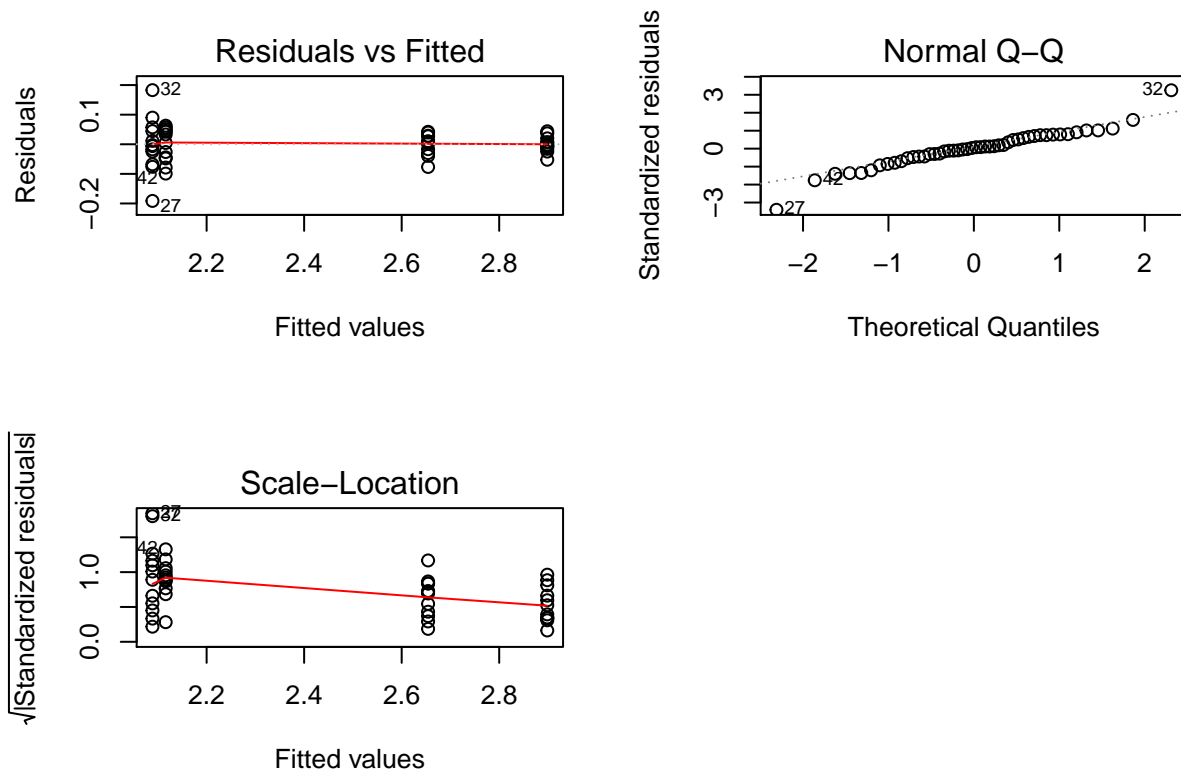 Residuals vs Fitted
Residuals
0.1
−0.2
32
42
27
2.2 2.4 2.6 2.8
Fitted values
Normal Q−Q
Standardized residuals
3
0
−3
32
42
27
−2 −1 0 1 2
Theoretical Quantiles
Scale−Location
√|Standardized residuals|
1.0
0.0
27
32
42
2.2 2.4 2.6 2.8
Fitted values